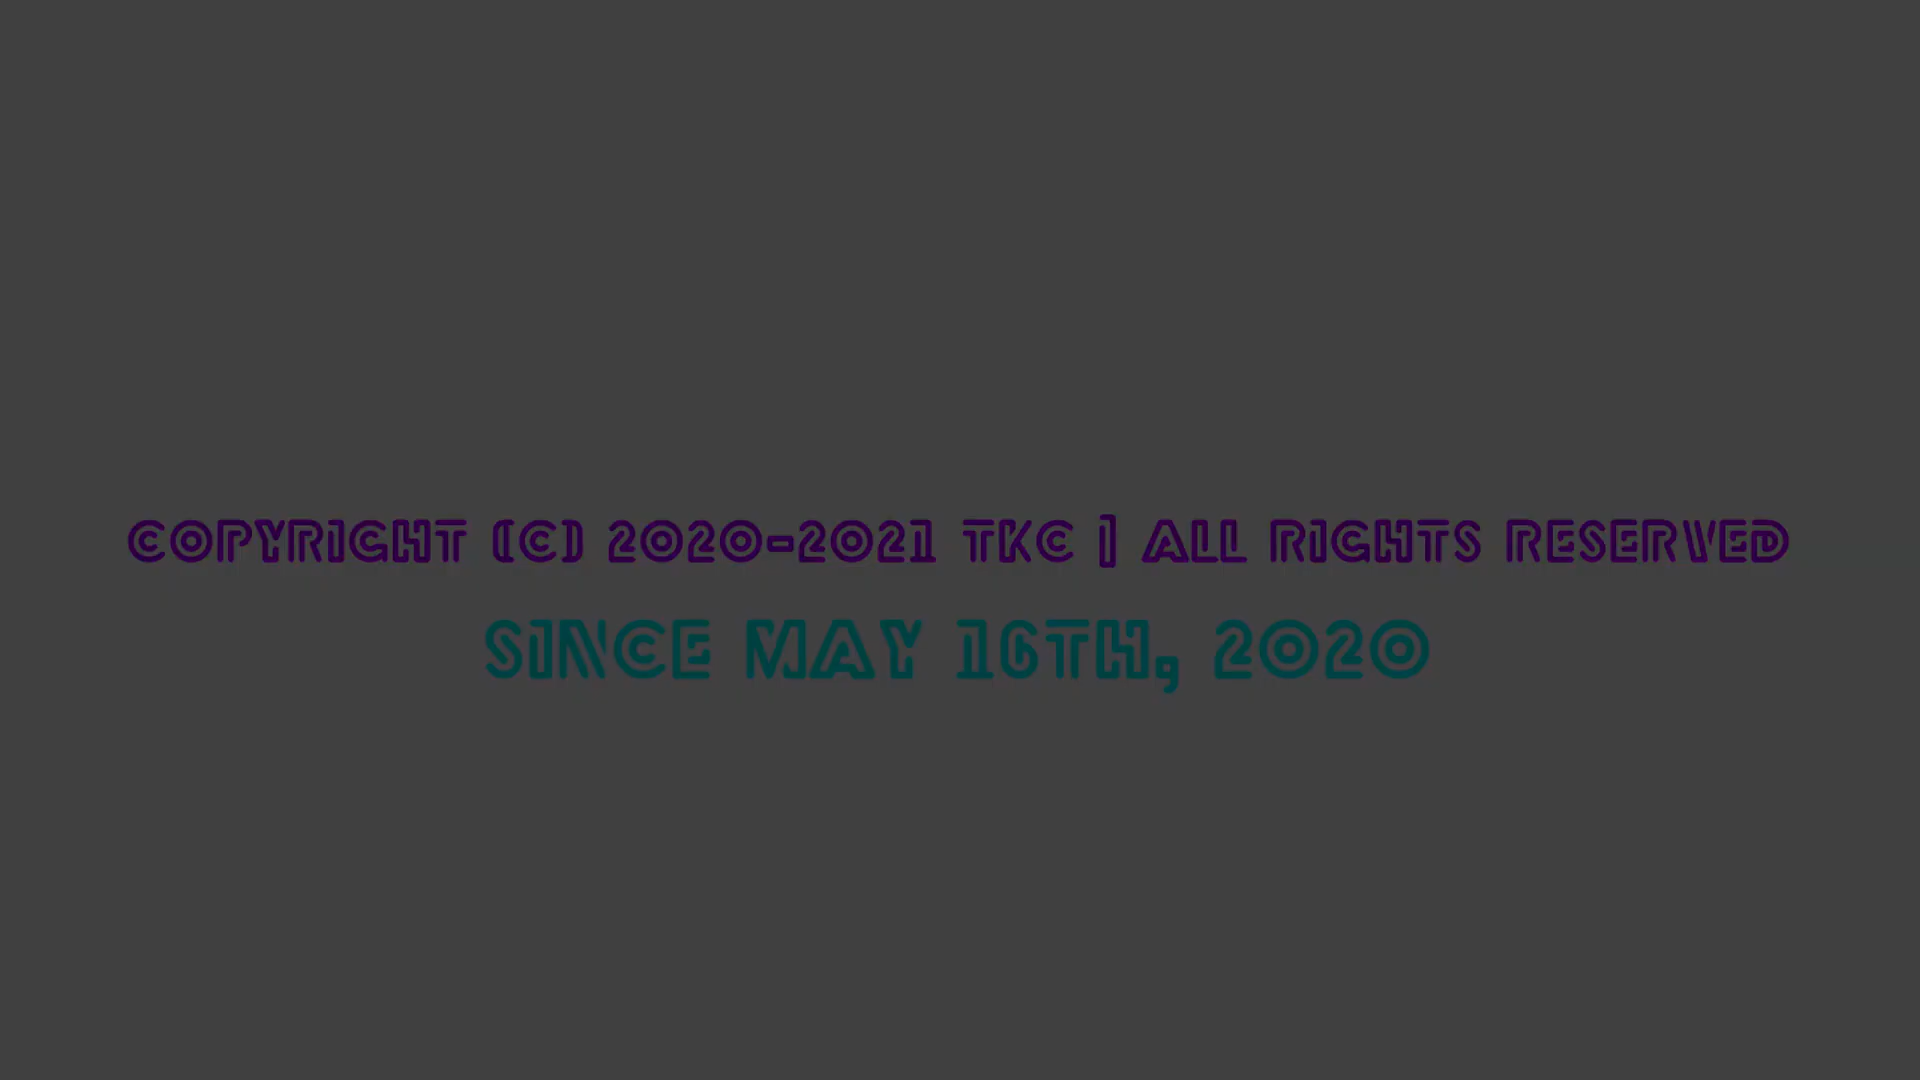 COPYRIGHT (C) 2020-2021 TKC | ALL RIGHTS RESERVED
SINCE MAY 16TH, 2020